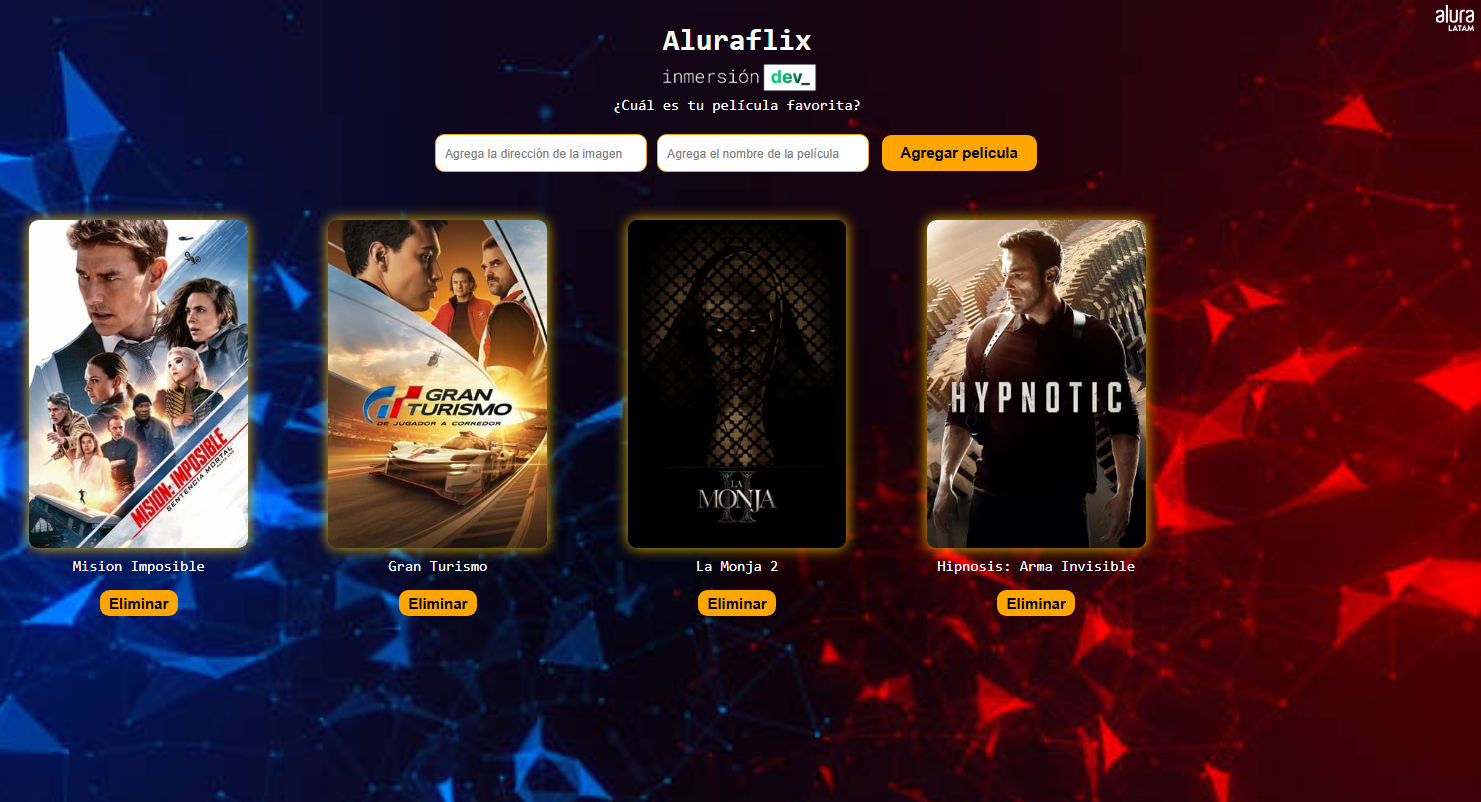 alura
LATAM
Aluraflix
inmersión dev_
¿Cuál es tu película favorita?
Agrega la dirección de la imagen
Agrega el nombre de la película
Agregar película
MISION: IMPOSIBLE
SENTENCIA MORTAL
GRAN
TURISMO
DE JUGADOR A CORREDOR
LA
MONJA
II
HYPNOTIC
Mision Imposible
Gran Turismo
La Monja 2
Hipnosis: Arma Invisible
Eliminar
Eliminar
Eliminar
Eliminar